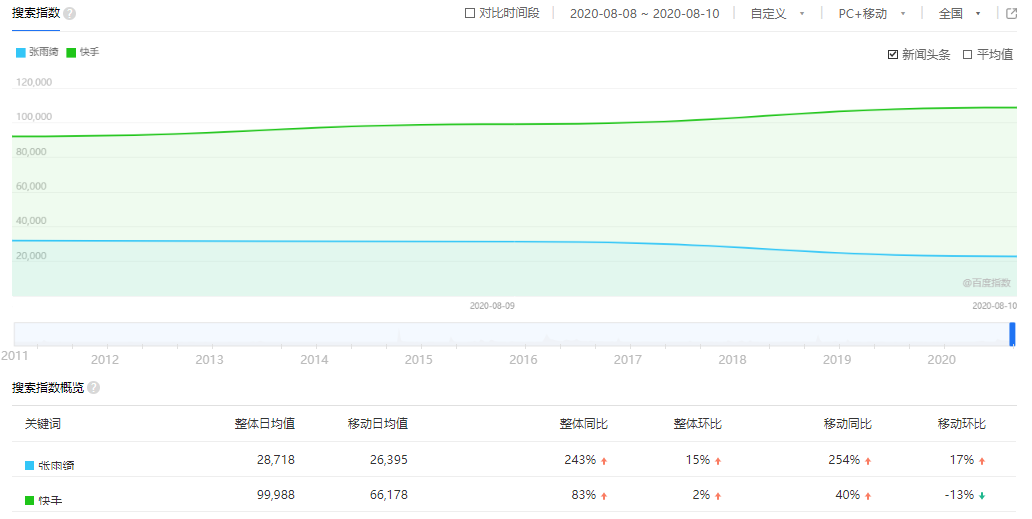 搜索指数 ? 对比时间段 2020-08-08 ~ 2020-08-10 自定义 PC+移动 全国
张雨绮 快手 新闻头条 平均值
120,000
100,000
80,000
60,000
40,000
20,000
@百度指数
2020-08-09 2020-08-10
2011 2012 2013 2014 2015 2016 2017 2018 2019 2020
搜索指数概览 ?
关键词 整体日均值 移动日均值 整体同比 整体环比 移动同比 移动环比
张雨绮 28,718 26,395 243% 15% 254% 17%
快手 99,988 66,178 83% 2% 40% -13%